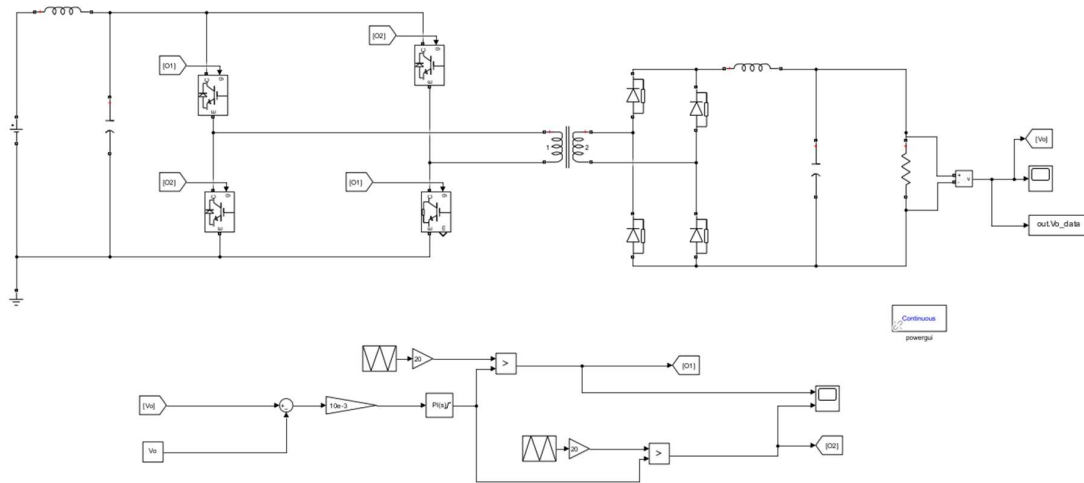 [O2]
[O1]
g
C
E
g
C
E
1
2
[O2]
[O1]
g
C
E
g
C
E
m
+
-
v
[Vo]
out.Vo_data
Continuous
powergui
20
>
[O1]
[Vo]
+
-
10e-3
PI(s)
Vo
20
>
[O2]